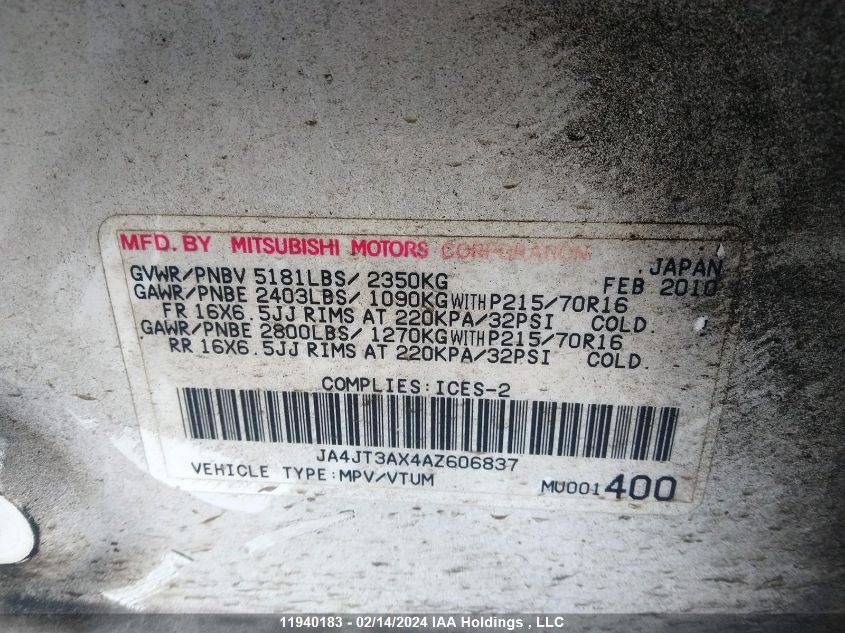 MFD. BY MITSUBISHI MOTORS CORPORATION JAPAN
GVWR/PNBV 5181LBS/ 2350KG FEB 2010
GAWR/PNBE 2403LBS/ 1090KG WITH P215/70R16
FR 16X6.5JJ RIMS AT 220KPA/32PSI COLD.
GAWR/PNBE 2800LBS/ 1270KG WITH P215/70R16
RR 16X6.5JJ RIMS AT 220KPA/32PSI COLD.
COMPLIES:ICES-2
JA4JT3AX4AZ606837
VEHICLE TYPE:MPV/VTUM MU001400
11940183 - 02/14/2024 IAA Holdings , LLC